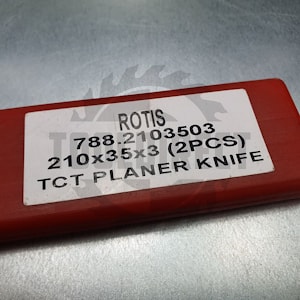 ROTIS
788.2103503
210x35x3 (2PCS)
TCT PLANER KNIFE